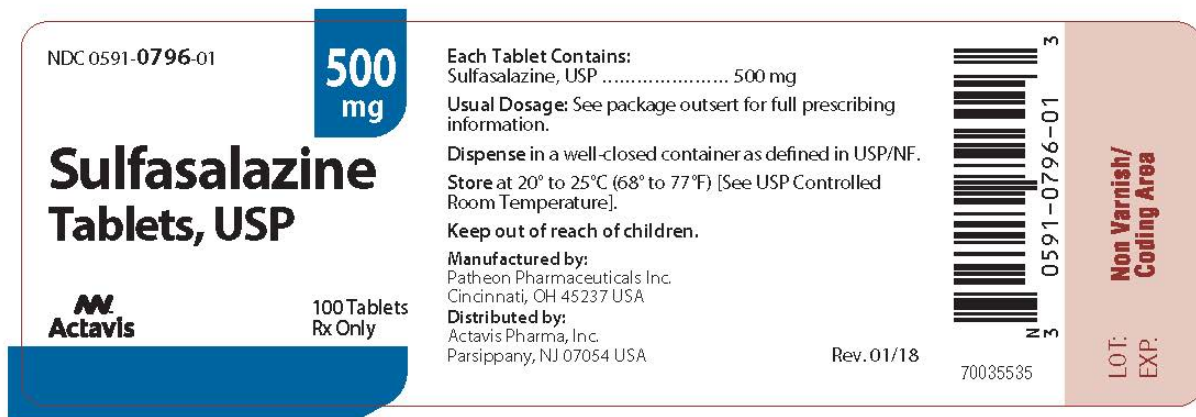 NDC 0591-0796-01
500
mg
Sulfasalazine
Tablets, USP
Actavis
100 Tablets
Rx Only
Each Tablet Contains:
Sulfasalazine, USP ...................... 500 mg
Usual Dosage: See package outsert for full prescribing
information.
Dispense in a well-closed container as defined in USP/NF.
Store at 20° to 25°C (68° to 77°F) [See USP Controlled
Room Temperature].
Keep out of reach of children.
Manufactured by:
Patheon Pharmaceuticals Inc.
Cincinnati, OH 45237 USA
Distributed by:
Actavis Pharma, Inc.
Parsippany, NJ 07054 USA
Rev. 01/18
N
3 0591-0796-01 3
70035535
Non Varnish/
Coding Area
LOT:
EXP.